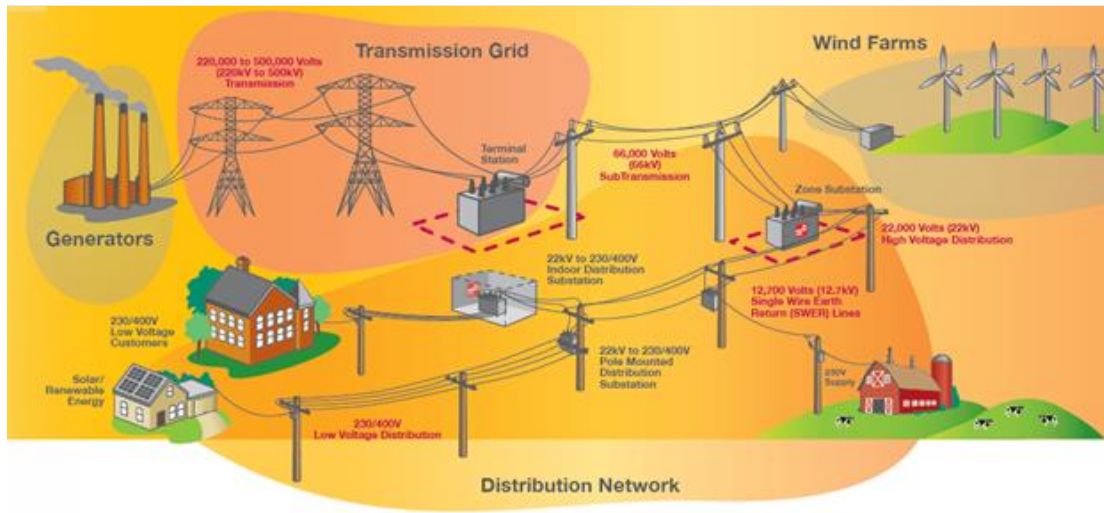 Transmission Grid
Wind Farms
220,000 to 500,000 Volts
(220kV to 500kV)
Transmission
Terminal
Station
66,000 Volts
(66kV)
SubTransmission
Zone Substation
Generators
22,000 Volts (22kV)
High Voltage Distribution
22kV to 230/400V
Indoor Distribution
Substation
12,700 Volts (12.7kV)
Single Wire Earth
Return (SWER) Lines
230/400V
Low Voltage
Customers
22kV to 230/400V
Pole Mounted
Distribution
Substation
Solar/
Renewable
Energy
230V
Supply
230/400V
Low Voltage Distribution
Distribution Network